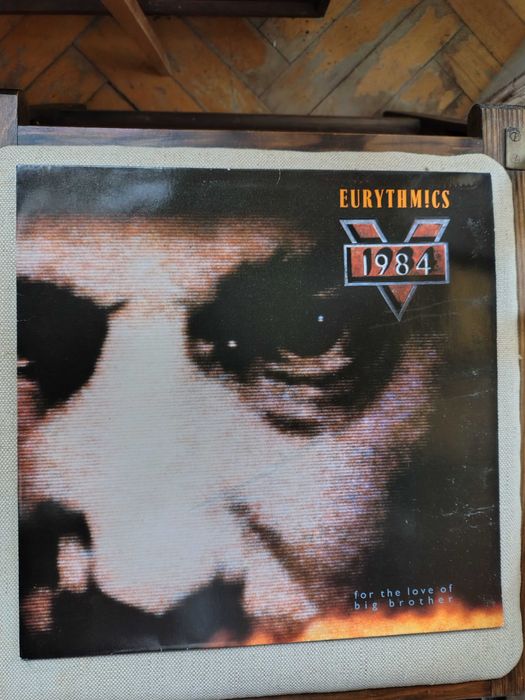 EURYTHM!CS
1984
for the love of
big brother